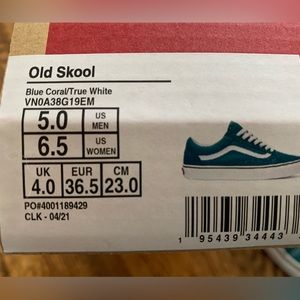 Old Skool
Blue Coral/True White
VN0A38G19EM
5.0 US MEN
6.5 US WOMEN
UK EUR CM
4.0 36.5 23.0
PO#4001189429
CLK - 04/21
1 95439 34443